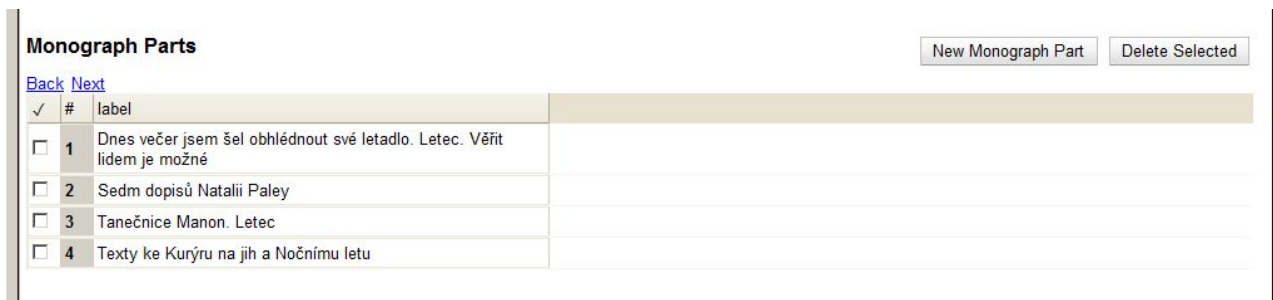 Monograph Parts
New Monograph Part Delete Selected
Back Next
✓ # label
1 Dnes večer jsem šel obhlédnout své letadlo. Letec. Věřit
lidem je možné
2 Sedm dopisů Natalii Paley
3 Tanečnice Manon. Letec
4 Texty ke Kurýru na jih a Nočnímu letu